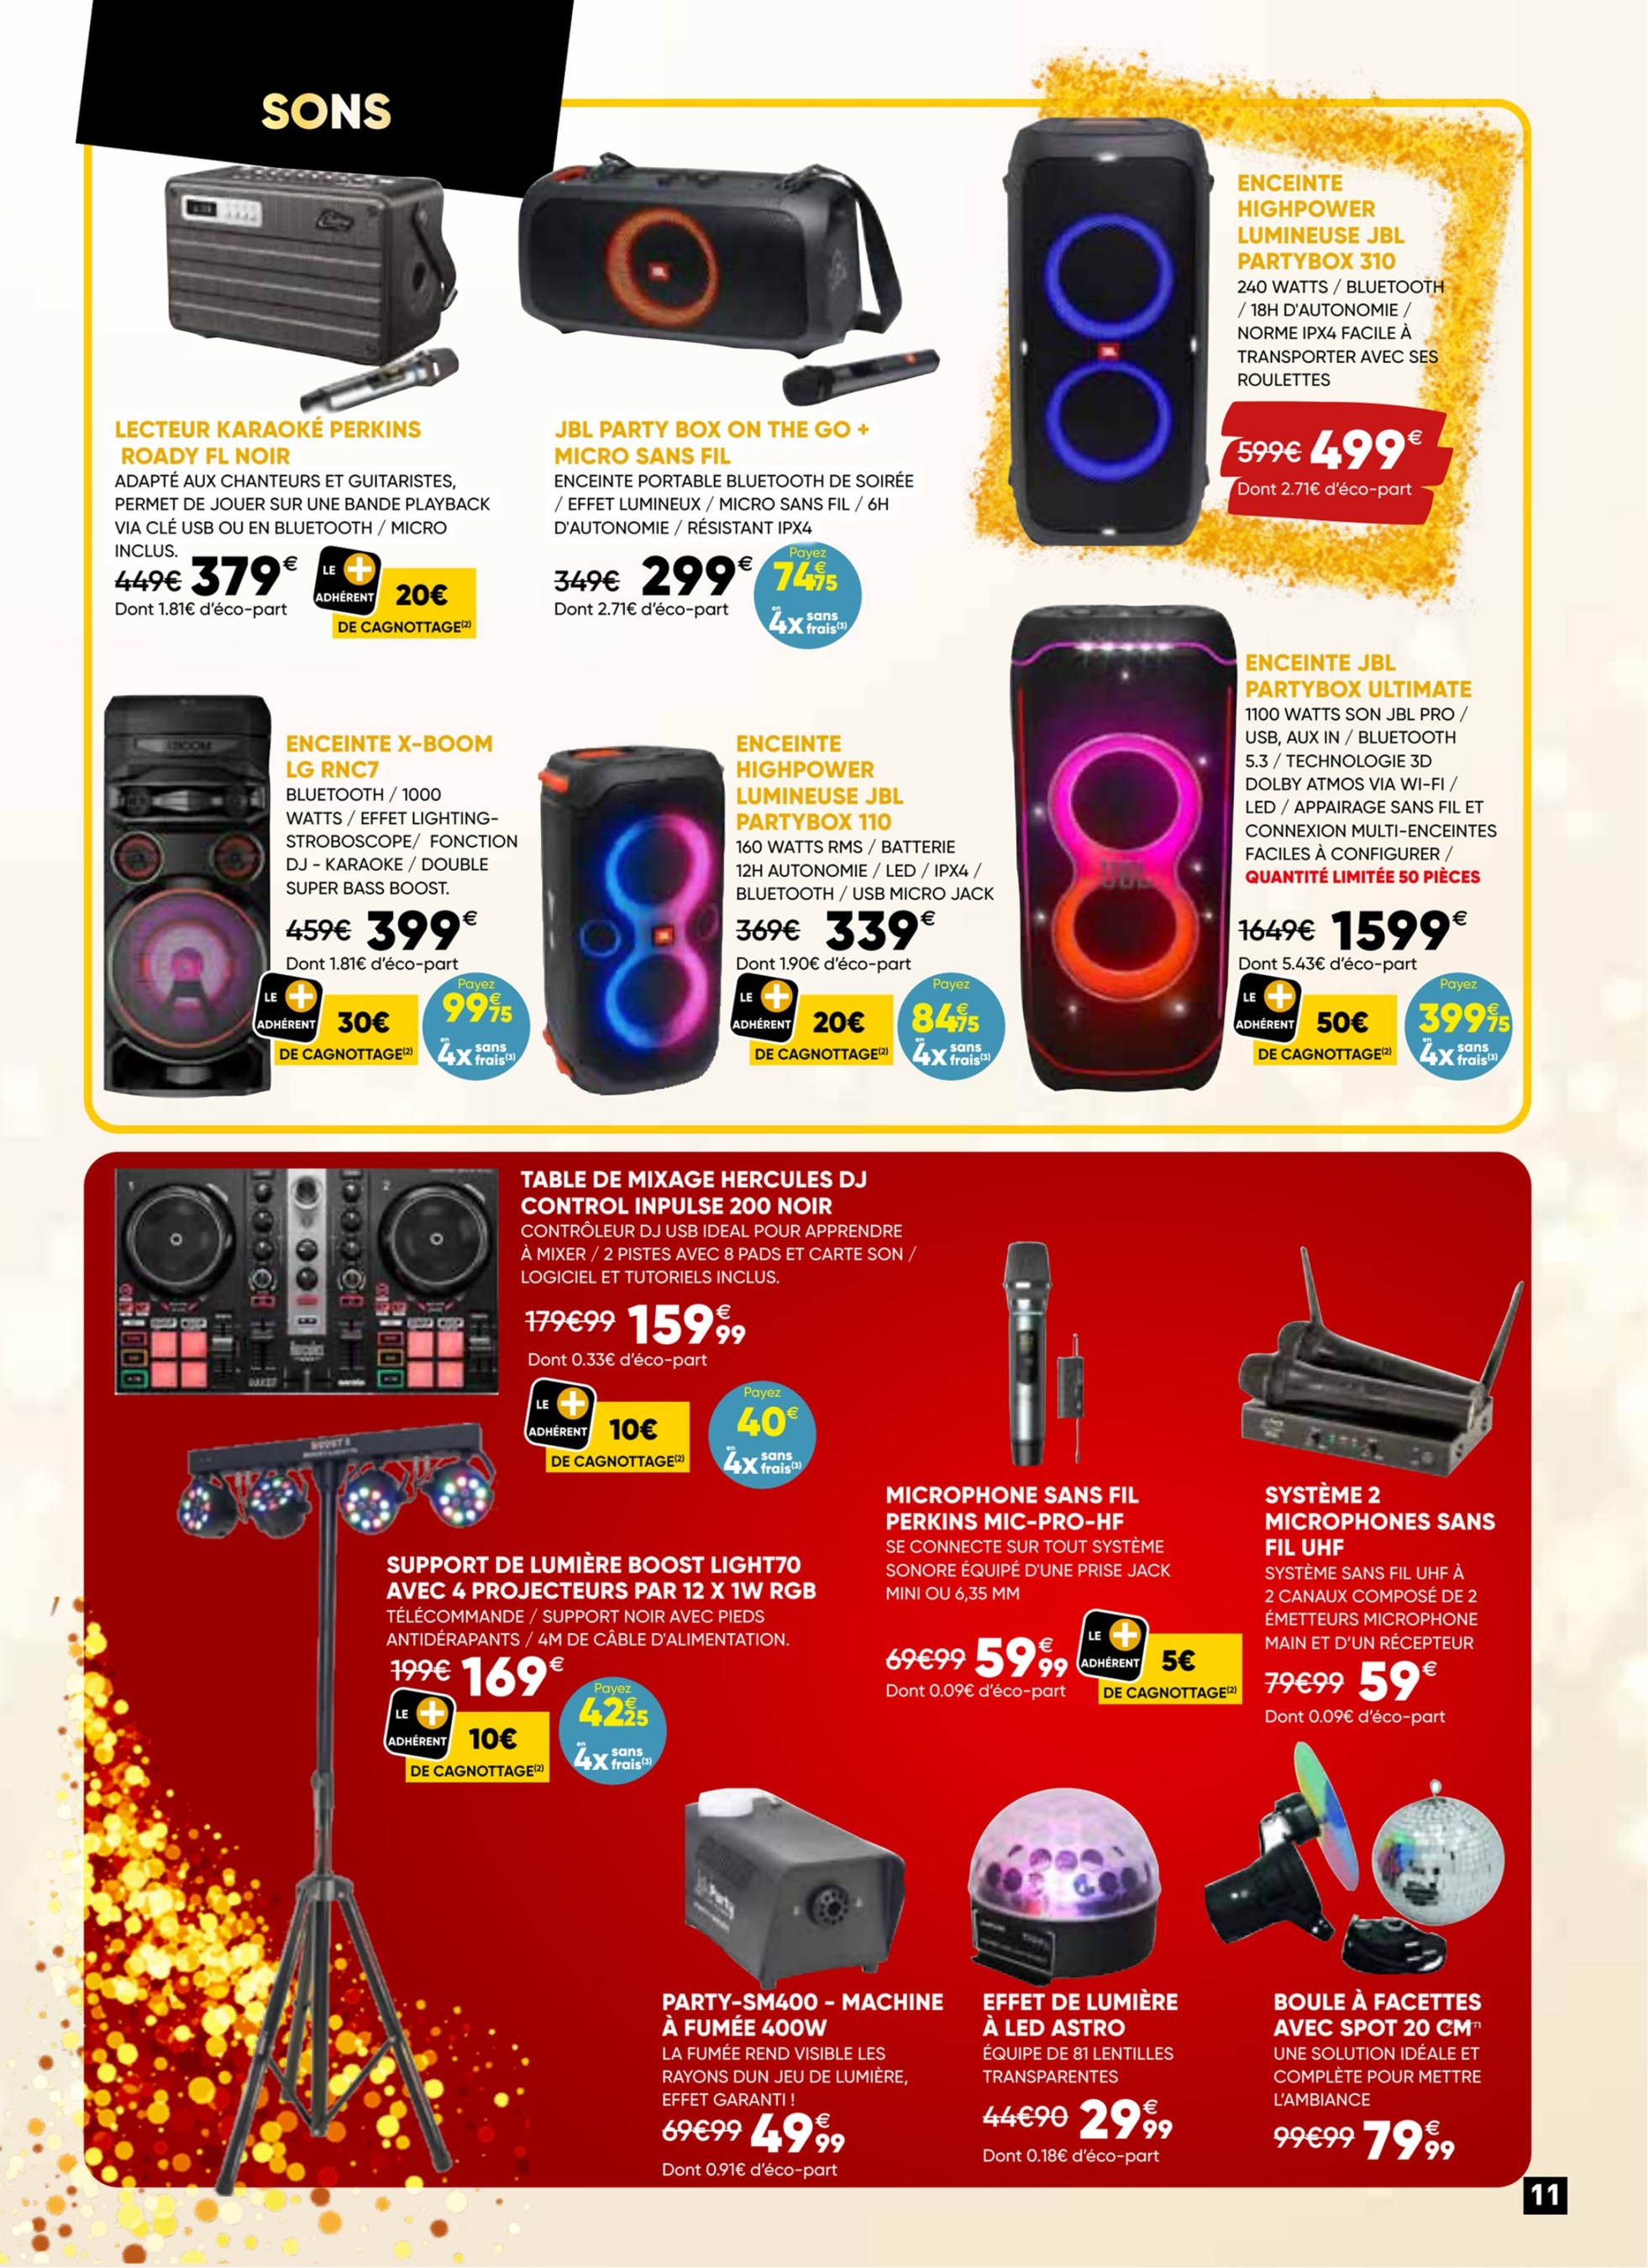 SONS
LECTEUR KARAOKÉ PERKINS
ROADY FL NOIR
ADAPTÉ AUX CHANTEURS ET GUITARISTES,
PERMET DE JOUER SUR UNE BANDE PLAYBACK
VIA CLÉ USB OU EN BLUETOOTH / MICRO
INCLUS.
449€ 379€
Dont 1.81€ d'éco-part
LE +
ADHÉRENT
20€
DE CAGNOTTAGE(2)
JBL PARTY BOX ON THE GO +
MICRO SANS FIL
ENCEINTE PORTABLE BLUETOOTH DE SOIRÉE
/ EFFET LUMINEUX / MICRO SANS FIL / 6H
D'AUTONOMIE / RÉSISTANT IPX4
349€ 299€
Dont 2.71€ d'éco-part
Payez
74€75
en 4x sans frais(3)
ENCEINTE
HIGHPOWER
LUMINEUSE JBL
PARTYBOX 310
240 WATTS / BLUETOOTH
/ 18H D'AUTONOMIE /
NORME IPX4 FACILE À
TRANSPORTER AVEC SES
ROULETTES
599€ 499€
Dont 2.71€ d'éco-part
ENCEINTE X-BOOM
LG RNC7
BLUETOOTH / 1000
WATTS / EFFET LIGHTING-
STROBOSCOPE/ FONCTION
DJ - KARAOKE / DOUBLE
SUPER BASS BOOST.
459€ 399€
Dont 1.81€ d'éco-part
LE +
ADHÉRENT
30€
DE CAGNOTTAGE(2)
Payez
99€75
en 4x sans frais(3)
ENCEINTE
HIGHPOWER
LUMINEUSE JBL
PARTYBOX 110
160 WATTS RMS / BATTERIE
12H AUTONOMIE / LED / IPX4 /
BLUETOOTH / USB MICRO JACK
369€ 339€
Dont 1.90€ d'éco-part
LE +
ADHÉRENT
20€
DE CAGNOTTAGE(2)
Payez
84€75
en 4x sans frais(3)
JBL
ENCEINTE JBL
PARTYBOX ULTIMATE
1100 WATTS SON JBL PRO /
USB, AUX IN / BLUETOOTH
5.3 / TECHNOLOGIE 3D
DOLBY ATMOS VIA WI-FI /
LED / APPAIRAGE SANS FIL ET
CONNEXION MULTI-ENCEINTES
FACILES À CONFIGURER /
QUANTITÉ LIMITÉE 50 PIÈCES
1649€ 1599€
Dont 5.43€ d'éco-part
LE +
ADHÉRENT
50€
DE CAGNOTTAGE(2)
Payez
399€75
en 4x sans frais(3)
TABLE DE MIXAGE HERCULES DJ
CONTROL INPULSE 200 NOIR
CONTRÔLEUR DJ USB IDEAL POUR APPRENDRE
À MIXER / 2 PISTES AVEC 8 PADS ET CARTE SON /
LOGICIEL ET TUTORIELS INCLUS.
179€99 159€99
Dont 0.33€ d'éco-part
LE +
ADHÉRENT
10€
DE CAGNOTTAGE(2)
Payez
40€
en 4x sans frais(3)
SUPPORT DE LUMIÈRE BOOST LIGHT70
AVEC 4 PROJECTEURS PAR 12 X 1W RGB
TÉLÉCOMMANDE / SUPPORT NOIR AVEC PIEDS
ANTIDÉRAPANTS / 4M DE CÂBLE D'ALIMENTATION.
199€ 169€
LE +
ADHÉRENT
10€
DE CAGNOTTAGE(2)
Payez
42€25
en 4x sans frais(3)
MICROPHONE SANS FIL
PERKINS MIC-PRO-HF
SE CONNECTE SUR TOUT SYSTÈME
SONORE ÉQUIPÉ D'UNE PRISE JACK
MINI OU 6,35 MM
69€99 59€99
Dont 0.09€ d'éco-part
LE +
ADHÉRENT
5€
DE CAGNOTTAGE(2)
SYSTÈME 2
MICROPHONES SANS
FIL UHF
SYSTÈME SANS FIL UHF À
2 CANAUX COMPOSÉ DE 2
ÉMETTEURS MICROPHONE
MAIN ET D'UN RÉCEPTEUR
79€99 59€
Dont 0.09€ d'éco-part
Party
PARTY-SM400 - MACHINE
À FUMÉE 400W
LA FUMÉE REND VISIBLE LES
RAYONS DUN JEU DE LUMIÈRE,
EFFET GARANTI !
69€99 49€99
Dont 0.91€ d'éco-part
EFFET DE LUMIÈRE
À LED ASTRO
ÉQUIPE DE 81 LENTILLES
TRANSPARENTES
44€90 29€99
Dont 0.18€ d'éco-part
BOULE À FACETTES
AVEC SPOT 20 CM
UNE SOLUTION IDÉALE ET
COMPLÈTE POUR METTRE
L'AMBIANCE
99€99 79€99
11